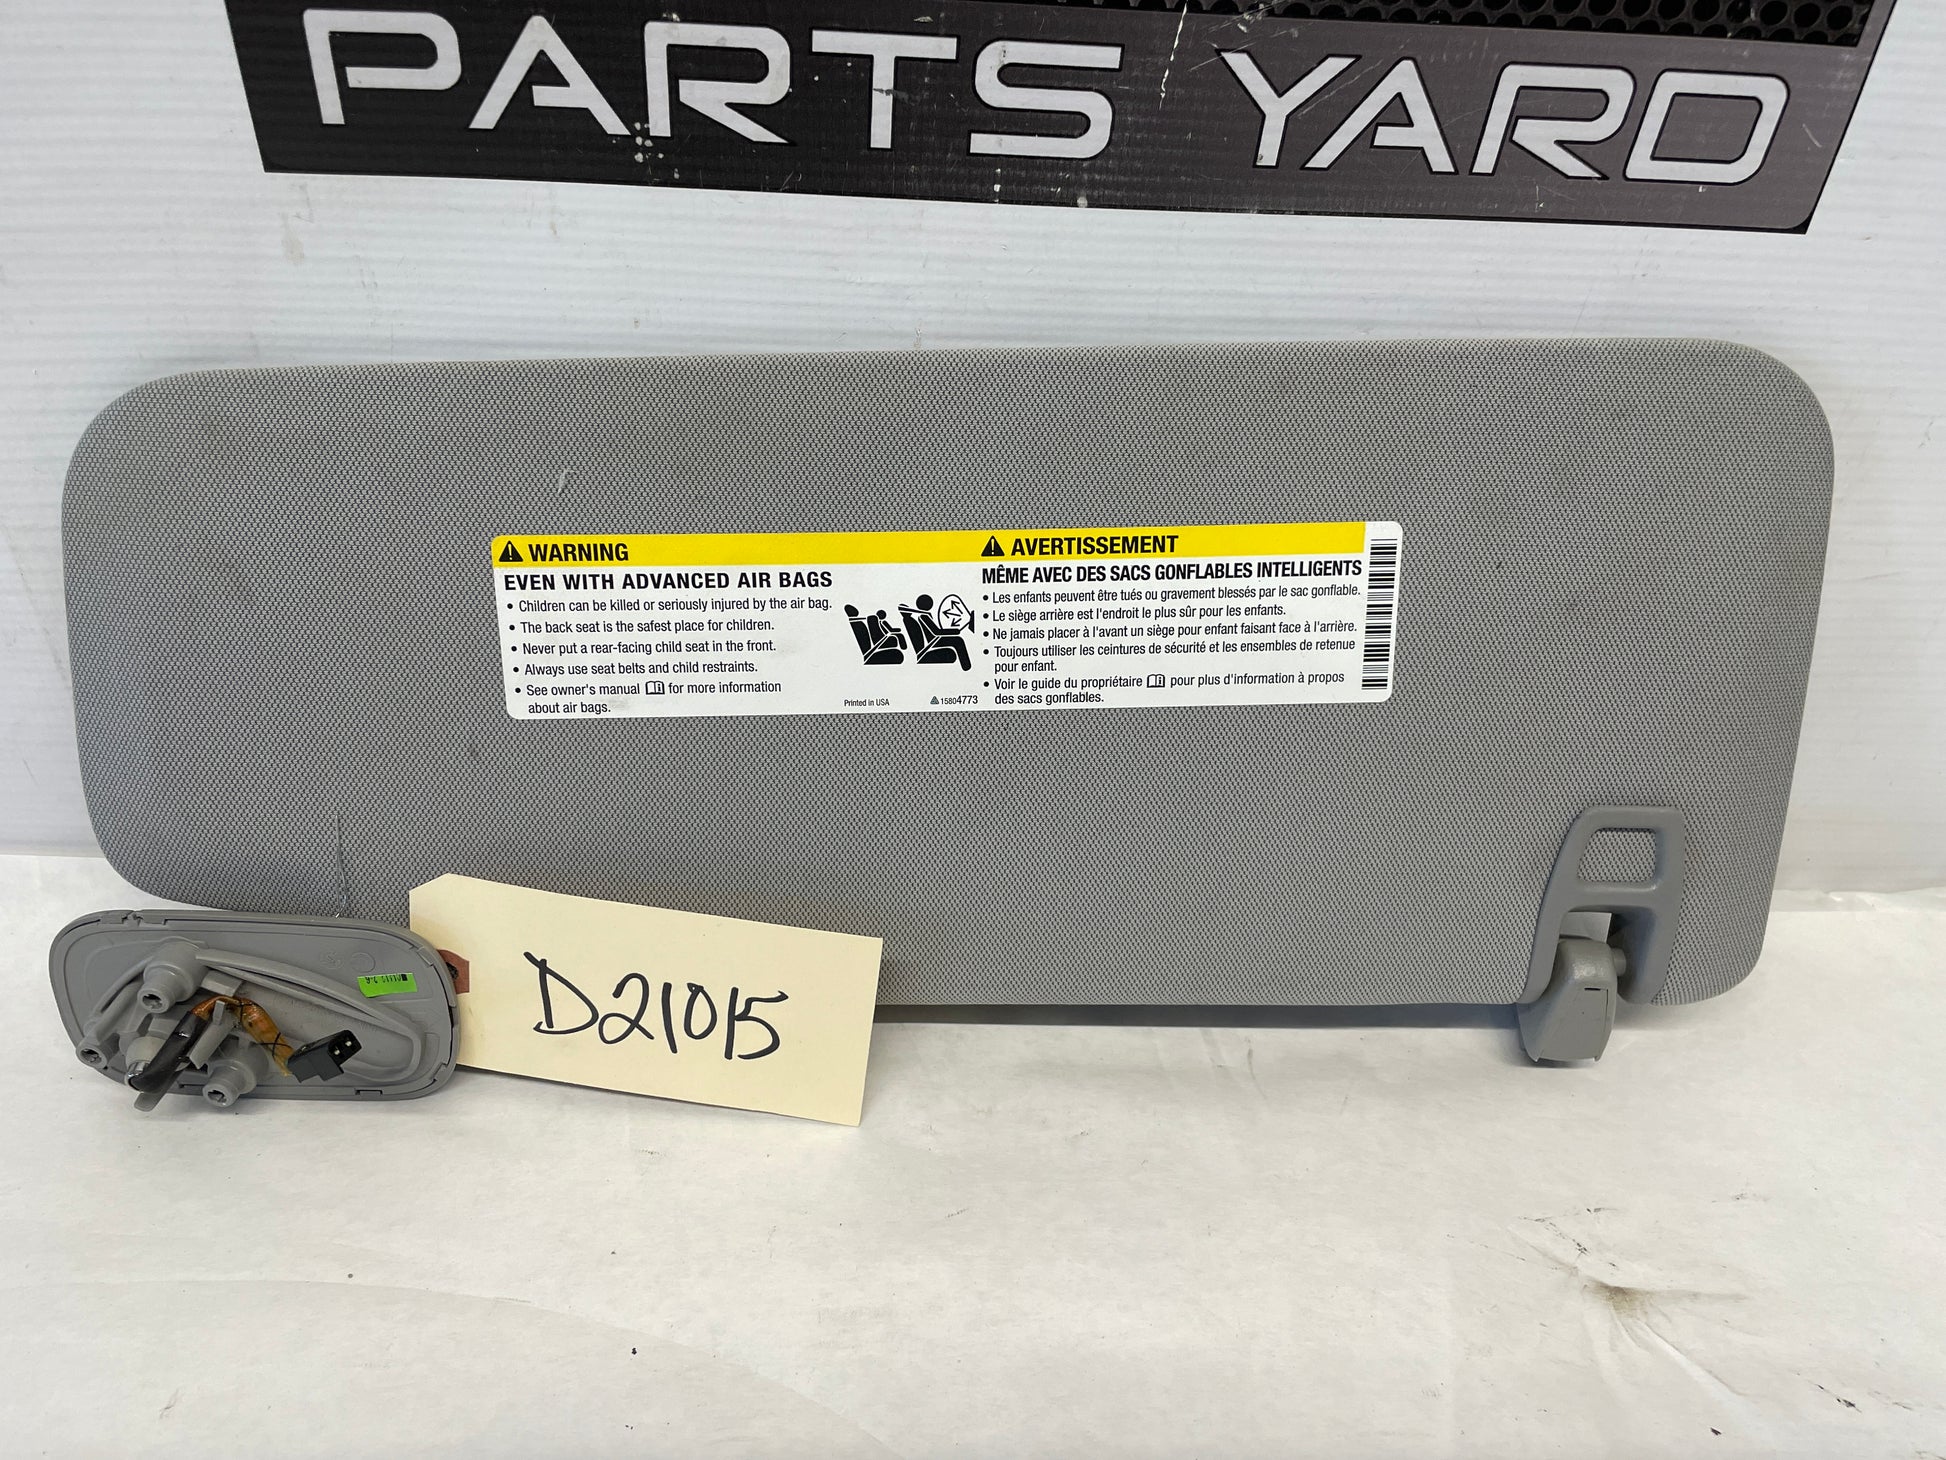 PARTS YARD
WARNING
EVEN WITH ADVANCED AIR BAGS
• Children can be killed or seriously injured by the air bag.
• The back seat is the safest place for children.
• Never put a rear-facing child seat in the front.
• Always use seat belts and child restraints.
• See owner's manual for more information
about air bags.
Printed in USA
15804773
AVERTISSEMENT
MÊME AVEC DES SACS GONFLABLES INTELLIGENTS
• Les enfants peuvent être tués ou gravement blessés par le sac gonflable.
• Le siège arrière est l'endroit le plus sûr pour les enfants.
• Ne jamais placer à l'avant un siège pour enfant faisant face à l'arrière.
• Toujours utiliser les ceintures de sécurité et les ensembles de retenue
pour enfant.
• Voir le guide du propriétaire pour plus d'information à propos
des sacs gonflables.
D21015